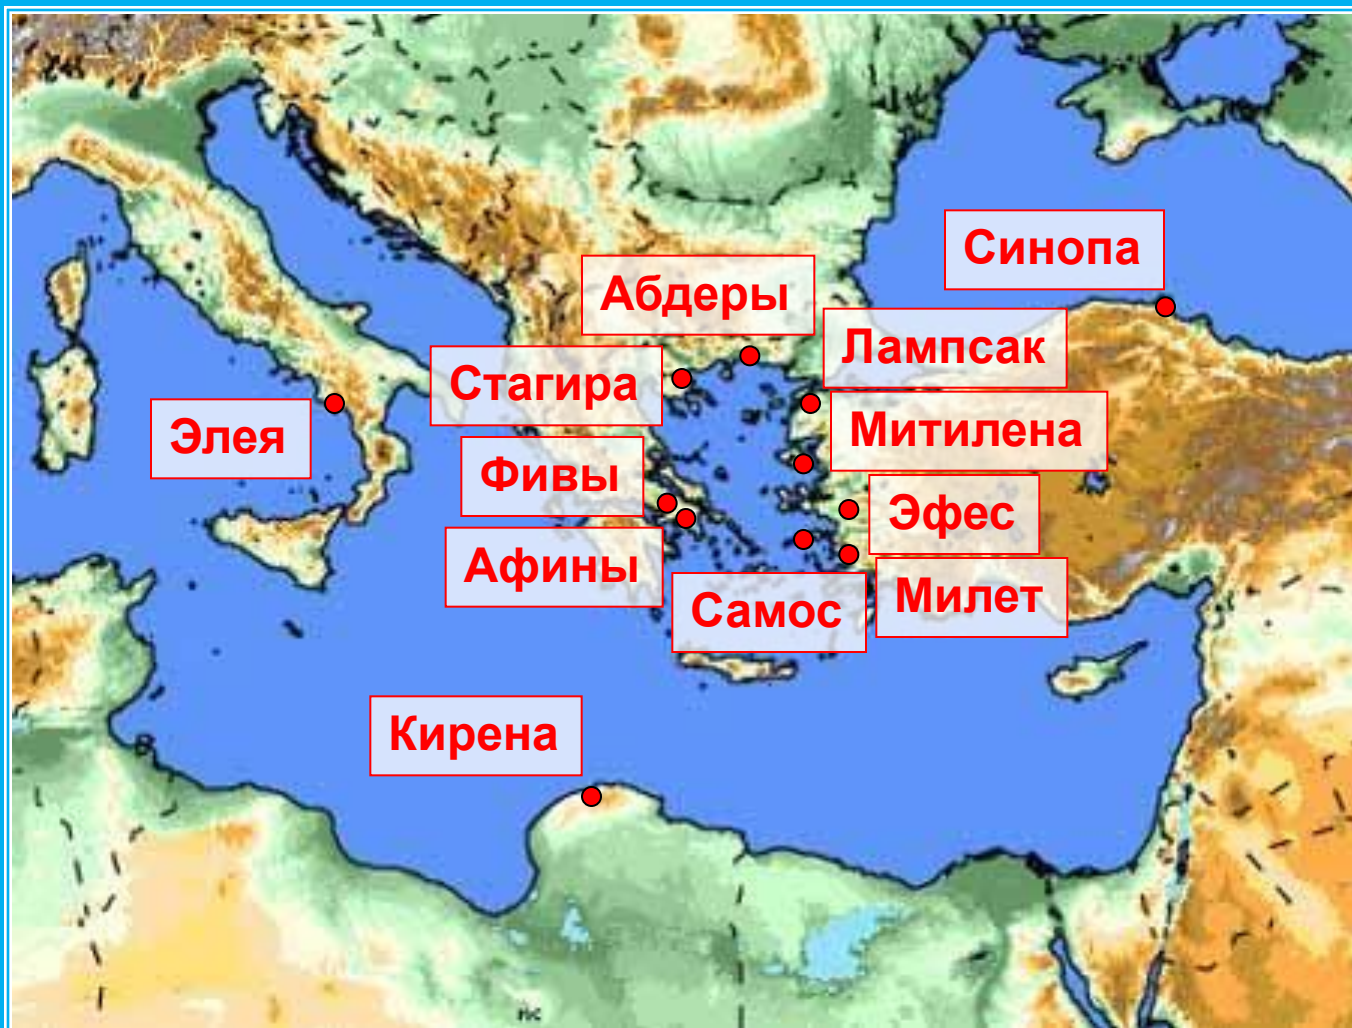 Синопа
Абдеры
Лампсак
Стагира
Элея
Митилена
Фивы
Эфес
Афины
Самос
Милет
Кирена